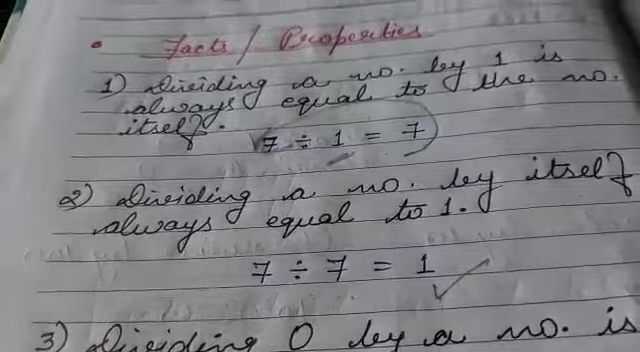 • Facts / Properties
1) Dividing a no. by 1 is
always equal to the no.
itself.
7 ÷ 1 = 7
2) Dividing a no. by itself
always equal to 1.
7 ÷ 7 = 1
3) Dividing 0 by a no. is